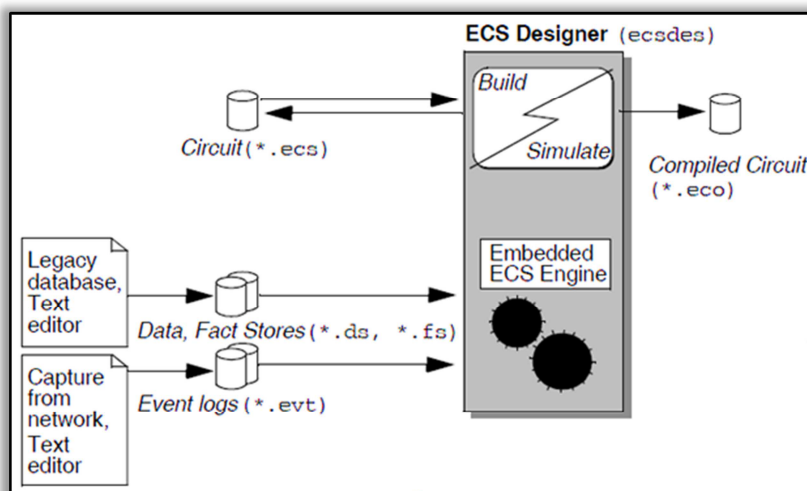 ECS Designer (ecsdes)
Build
Simulate
Circuit(*.ecs)
Compiled Circuit
(*.eco)
Embedded
ECS Engine
Legacy
database,
Text
editor
Data, Fact Stores(*.ds, *.fs)
Capture
from
network,
Text
editor
Event logs(*.evt)